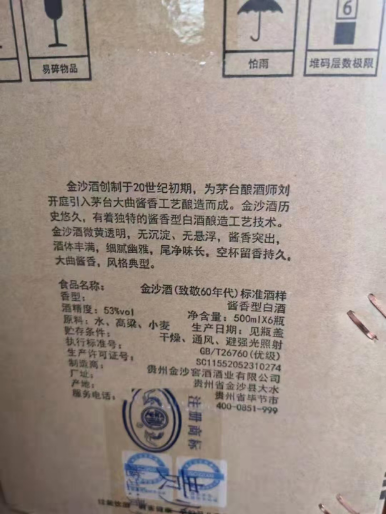 易碎物品
怕雨
6
堆码层数极限
金沙酒创制于20世纪初期，为茅台酿酒师刘
开庭引入茅台大曲酱香工艺酿造而成。金沙酒历
史悠久，有着独特的酱香型白酒酿造工艺技术。
金沙酒微黄透明，无沉淀、无悬浮，酱香突出，
酒体丰满，细腻幽雅，尾净味长，空杯留香持久，
大曲酱香，风格典型。
食品名称： 金沙酒(致敬60年代)标准酒样
香型： 酱香型白酒
酒精度：53%vol 净含量：500mlX6瓶
原料：水、高粱、小麦 生产日期：见瓶盖
贮存条件： 干燥、通风、避强光照射
执行标准号： GB/T26760(优级)
生产许可证号： SC11552052310274
制造商： 贵州金沙窖酒酒业有限公司
厂址： 贵州省金沙县大水
产地： 贵州省毕节市
服务电话： 400-0851-999
注册商标